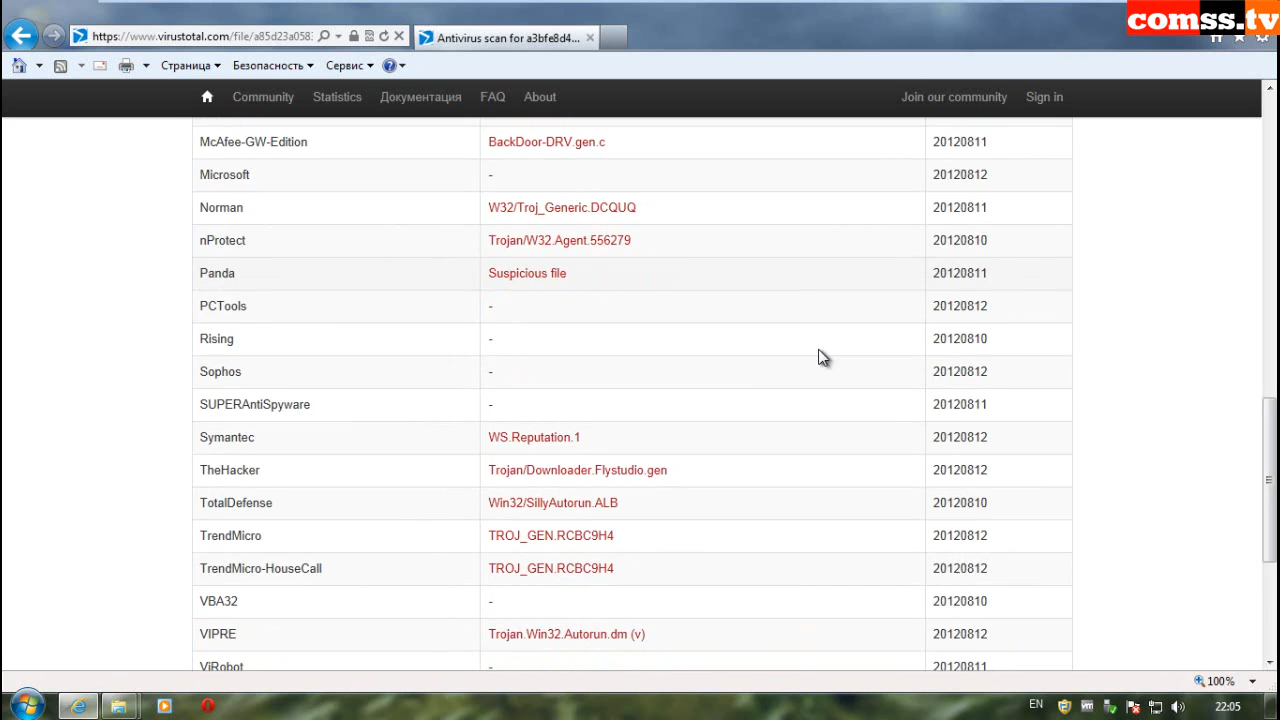 comss.tv
https://www.virustotal.com/file/a85d23a058:
Antivirus scan for a3bfe8d4...
Страница Безопасность Сервис
Community Statistics Документация FAQ About Join our community Sign in
McAfee-GW-Edition BackDoor-DRV.gen.c 20120811
Microsoft - 20120812
Norman W32/Troj_Generic.DCQUQ 20120811
nProtect Trojan/W32.Agent.556279 20120810
Panda Suspicious file 20120811
PCTools - 20120812
Rising - 20120810
Sophos - 20120812
SUPERAntiSpyware - 20120811
Symantec WS.Reputation.1 20120812
TheHacker Trojan/Downloader.Flystudio.gen 20120812
TotalDefense Win32/SillyAutorun.ALB 20120810
TrendMicro TROJ_GEN.RCBC9H4 20120812
TrendMicro-HouseCall TROJ_GEN.RCBC9H4 20120812
VBA32 - 20120810
VIPRE Trojan.Win32.Autorun.dm (v) 20120812
ViRobot - 20120811
100%
EN 22:05